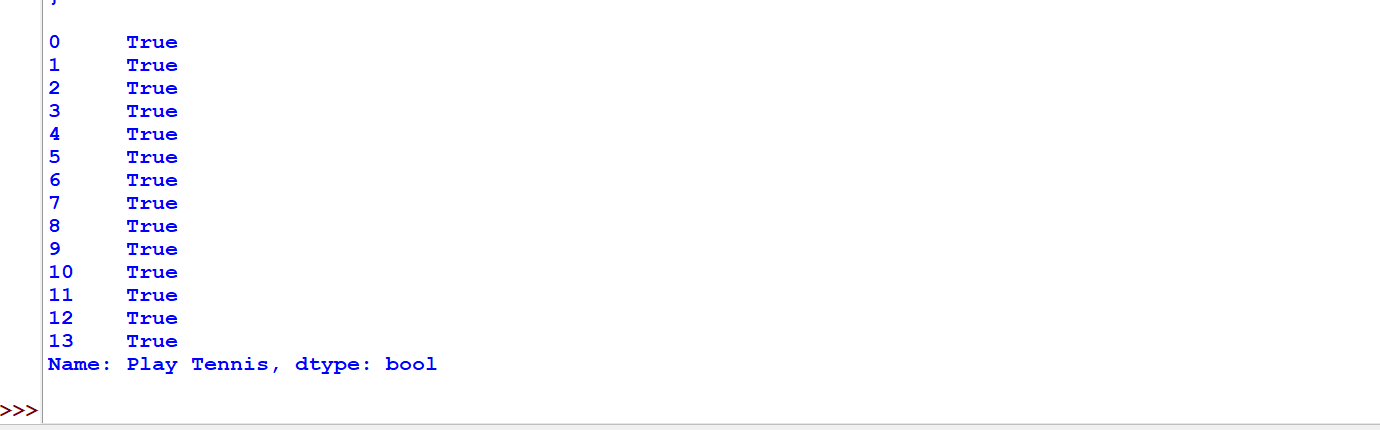 0     True
1     True
2     True
3     True
4     True
5     True
6     True
7     True
8     True
9     True
10    True
11    True
12    True
13    True
Name: Play Tennis, dtype: bool
>>>